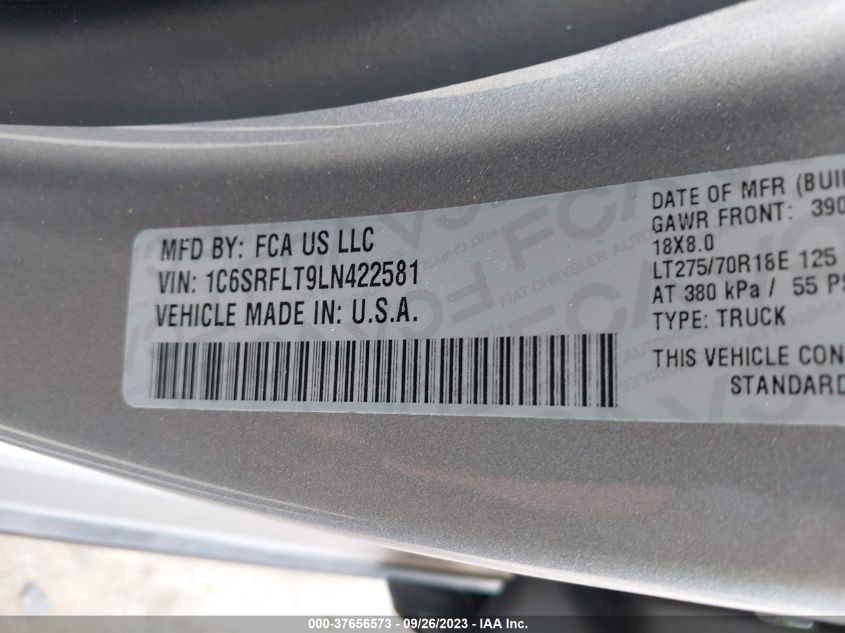 MFD BY: FCA US LLC
VIN: 1C6SRFLT9LN422581
VEHICLE MADE IN: U.S.A.
DATE OF MFR (BUIL
GAWR FRONT: 390
18X8.0
LT275/70R18E 125
AT 380 kPa / 55 PS
TYPE: TRUCK
THIS VEHICLE CON
STANDARD
000-37656573 - 09/26/2023 - IAA Inc.